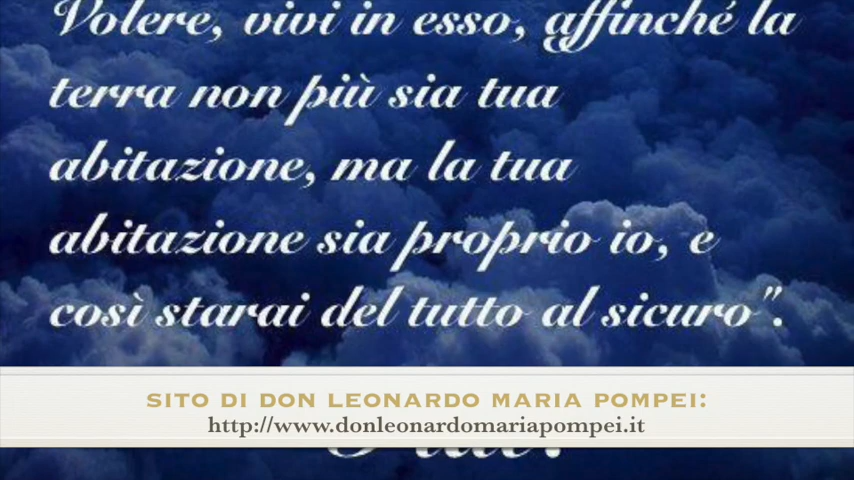 Volere, vivi in esso, affinché la
terra non più sia tua
abitazione, ma la tua
abitazione sia proprio io, e
così starai del tutto al sicuro".
SITO DI DON LEONARDO MARIA POMPEI:
http://www.donleonardomariapompei.it